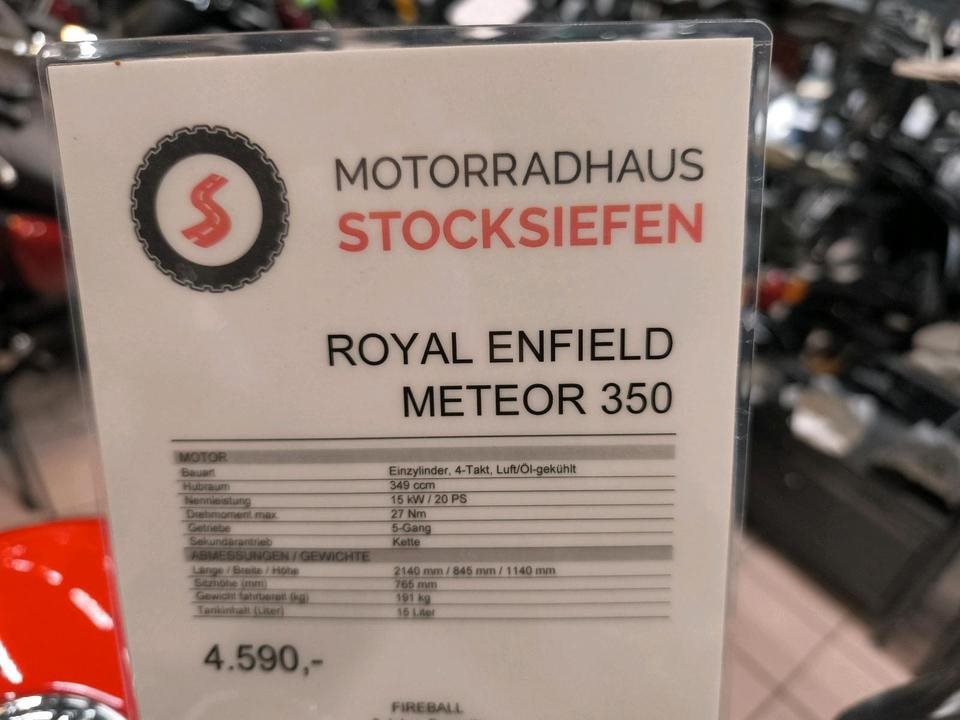 MOTORRADHAUS
STOCKSIEFEN
ROYAL ENFIELD
METEOR 350
MOTOR
Bauart Einzylinder, 4-Takt, Luft/Öl-gekühlt
Hubraum 349 ccm
Nennleistung 15 kW / 20 PS
Drehmoment max. 27 Nm
Getriebe 5-Gang
Sekundärantrieb Kette
ABMESSUNGEN / GEWICHTE
Länge / Breite / Höhe 2140 mm / 845 mm / 1140 mm
Sitzhöhe (mm) 765 mm
Gewicht fahrbereit (kg) 191 kg
Tankinhalt (Liter) 15 Liter
4.590,-
FIREBALL